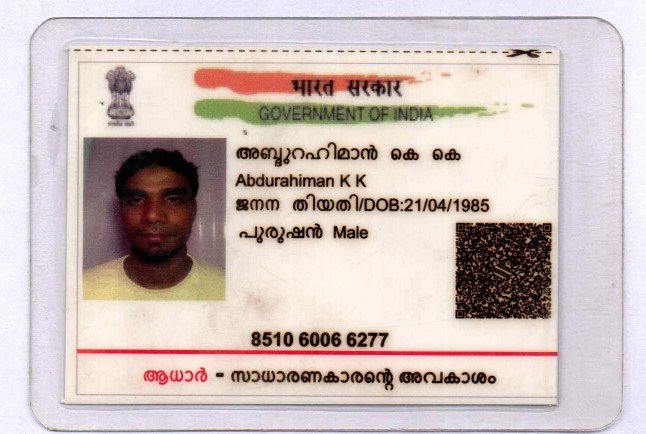 भारत सरकार
GOVERNMENT OF INDIA
അബ്ദുറഹിമാൻ കെ കെ
Abdurahiman K K
ജനന തിയതി/DOB:21/04/1985
പുരുഷൻ Male
8510 6006 6277
ആധാർ - സാധാരണകാരന്റെ അവകാശം